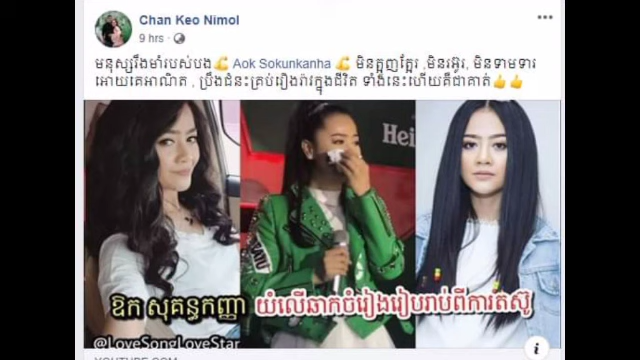 Chan Keo Nimol
9 hrs ·
មនុស្សរឹងមាំរបស់បង💪 Aok Sokunkanha 💪 មិនត្អូញត្អែរ ,មិនរអ៊ូរ, មិនទាមទារ
អោយគេអាណិត , ប្រឹងជំនះគ្រប់រឿងរ៉ាវក្នុងជីវិត ទាំងនេះហើយគឺជាគាត់👍👍
Hei
ឱក សុគន្ធកញ្ញា យំលើឆាកចំរៀងរៀបរាប់ពីការតស៊ូ
@LoveSongLoveStar
YOUTUBE.COM